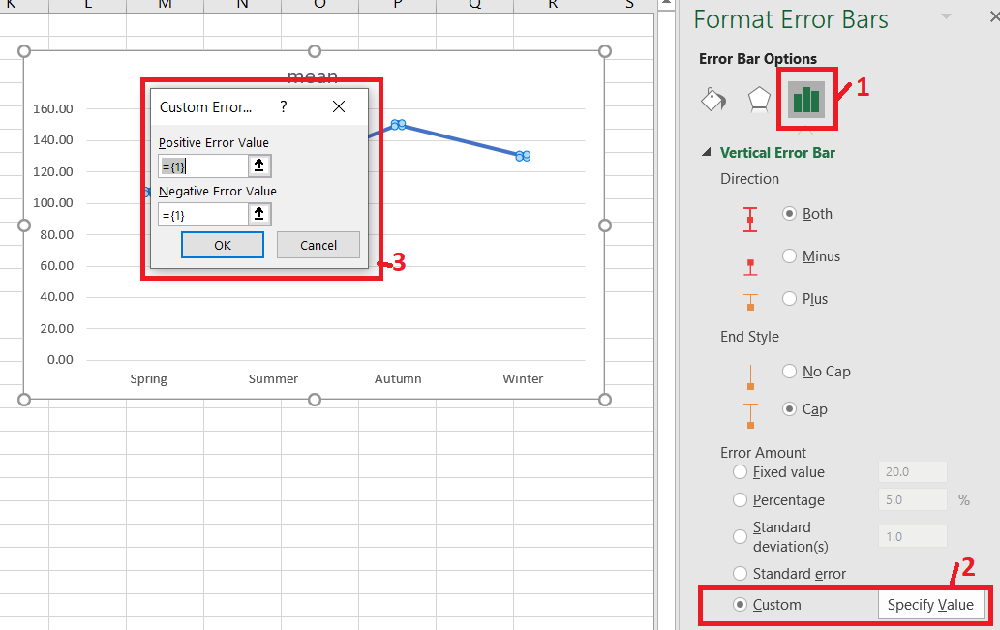 K L M N O P Q R S
mean
160.00
140.00
120.00
100.00
80.00
60.00
40.00
20.00
0.00
Spring Summer Autumn Winter
Custom Error... ?
Positive Error Value
={1}
Negative Error Value
={1}
OK Cancel
3
Format Error Bars
Error Bar Options
1
Vertical Error Bar
Direction
Both
Minus
Plus
End Style
No Cap
Cap
Error Amount
Fixed value 20.0
Percentage 5.0 %
Standard
deviation(s) 1.0
Standard error
2
Custom Specify Value